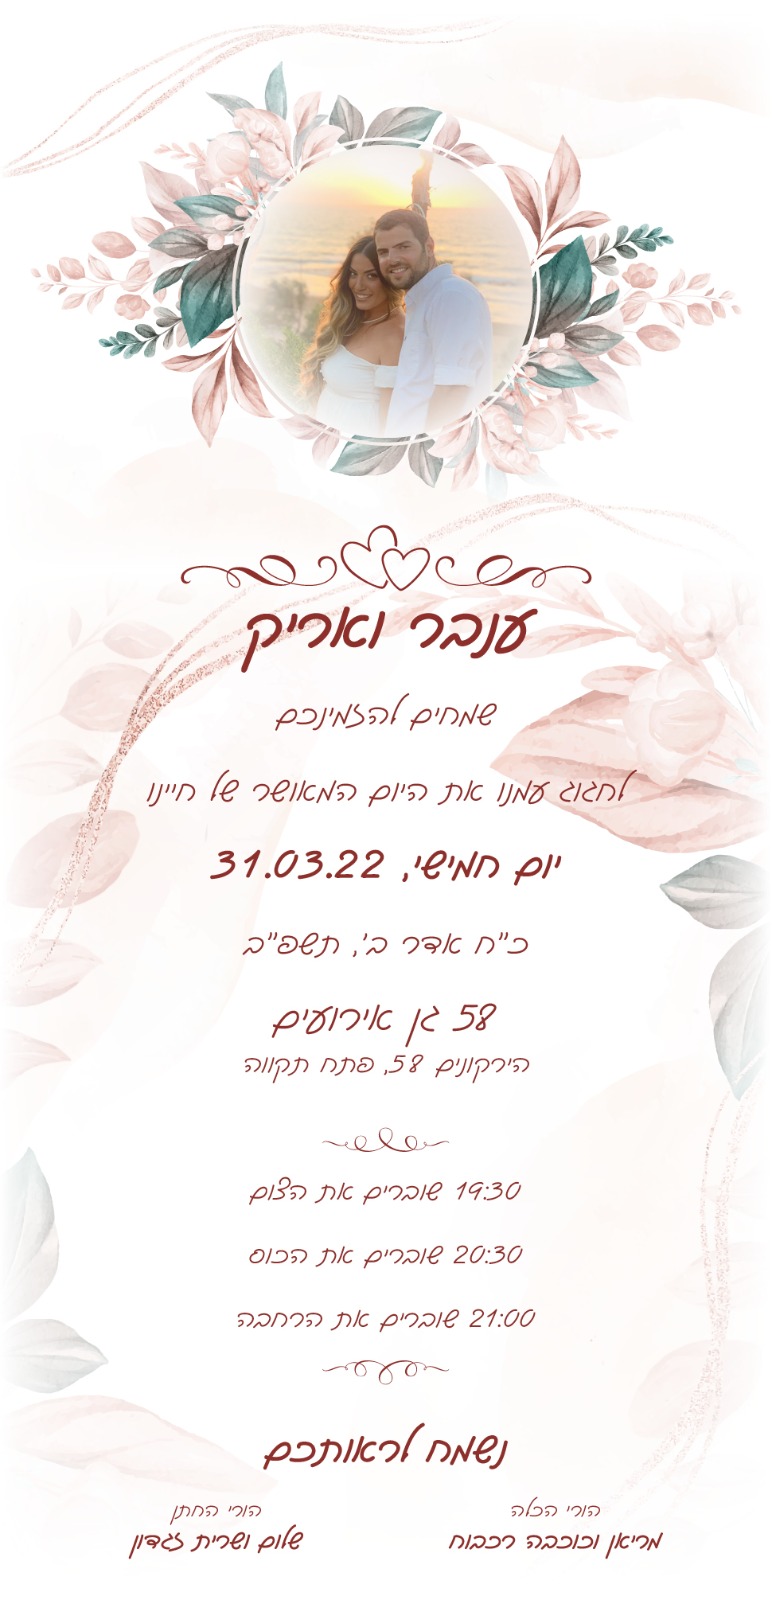 ענבר ואריק
שמחים להזמינכם
לחגוג עמנו את היום המאושר של חיינו
יום חמישי, 31.03.22
כ"ח אדר ב', תשפ"ב
58 גן אירועים
הירקונים 58, פתח תקווה
19:30 שוברים את הצום
20:30 שוברים את הכוס
21:00 שוברים את הרחבה
נשמח לראותכם
הורי הכלה
מריאן וכוכבה רכבוח
הורי החתן
שלום ושרית זגדון